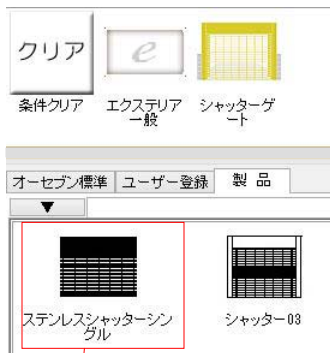 クリア
e
条件クリア
エクステリア
一般
シャッターゲ
ート
オーセブン標準
ユーザー登録
製 品
▼
ステンレスシャッターシン
グル
シャッター03